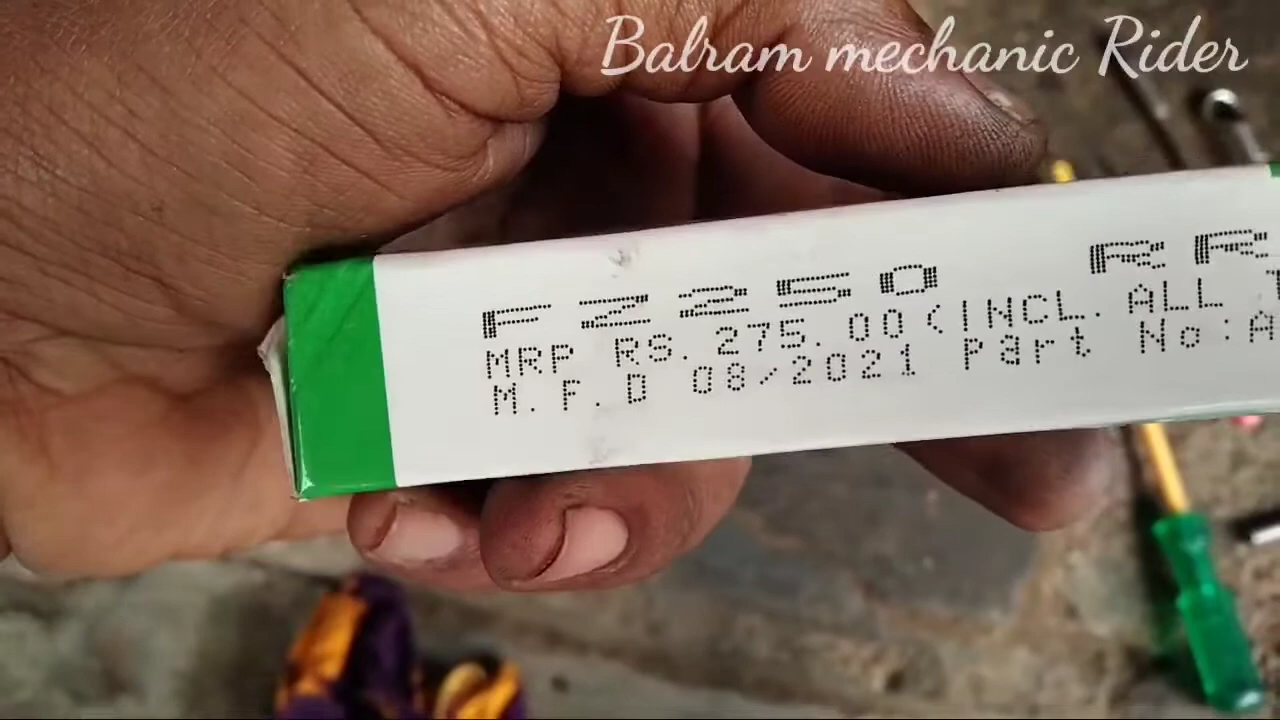 Balram mechanic Rider
FZ250 RR
MRP RS.275.00(INCL. ALL
M.F.D 08/2021 Part No:A